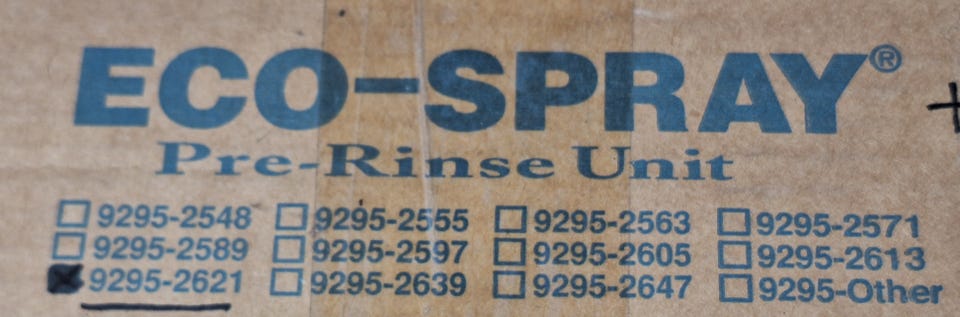 ECO-SPRAY®
Pre-Rinse Unit
9295-2548 9295-2555 9295-2563 9295-2571
9295-2589 9295-2597 9295-2605 9295-2613
9295-2621 9295-2639 9295-2647 9295-Other